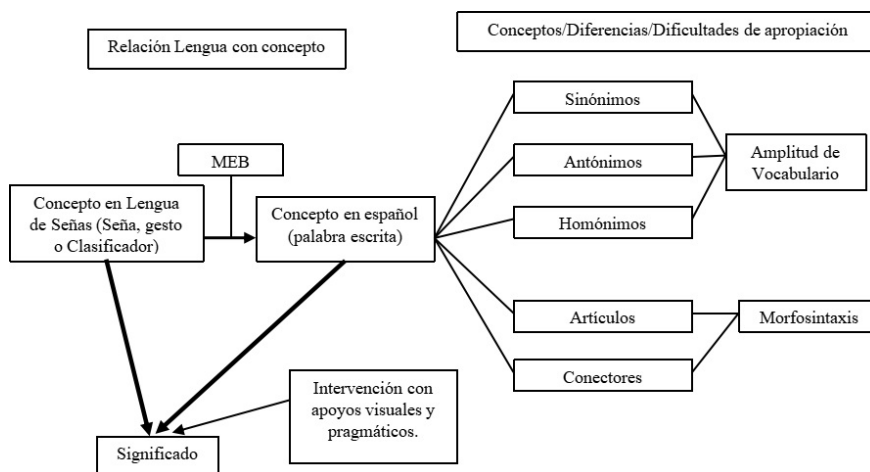 Relación Lengua con concepto
Conceptos/Diferencias/Dificultades de apropiación
MEB
Concepto en Lengua
de Señas (Seña, gesto
o Clasificador)
Concepto en español
(palabra escrita)
Sinónimos
Antónimos
Homónimos
Amplitud de
Vocabulario
Artículos
Conectores
Morfosintaxis
Intervención con
apoyos visuales y
pragmáticos.
Significado